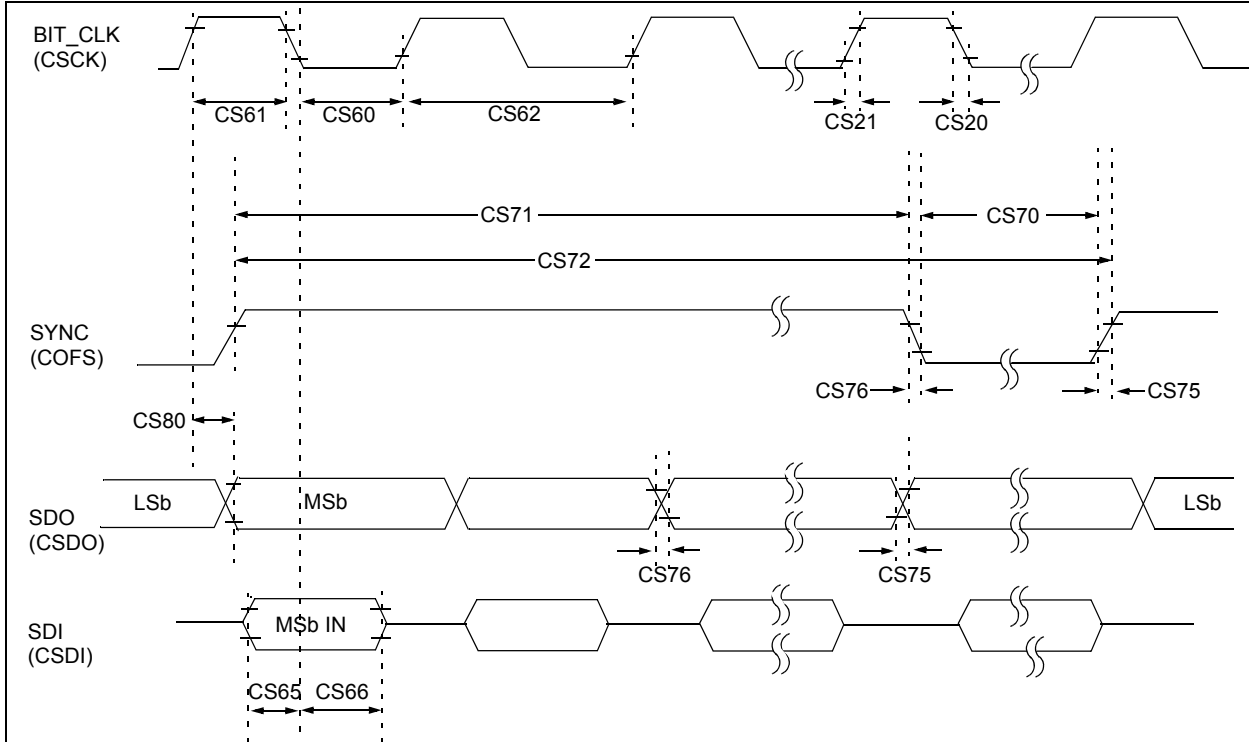 BIT_CLK
(CSCK)
CS61
CS60
CS62
CS21
CS20
CS71
CS70
CS72
SYNC
(COFS)
CS76
CS75
CS80
LSb
MSb
LSb
SDO
(CSDO)
CS76
CS75
MSb IN
SDI
(CSDI)
CS65
CS66